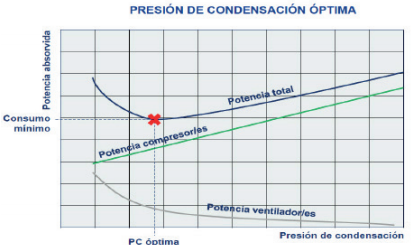 PRESIÓN DE CONDENSACIÓN ÓPTIMA
Potencia absorvida
Consumo
mínimo
Potencia total
Potencia compresor/es
Potencia ventilador/es
PC óptima
Presión de condensación